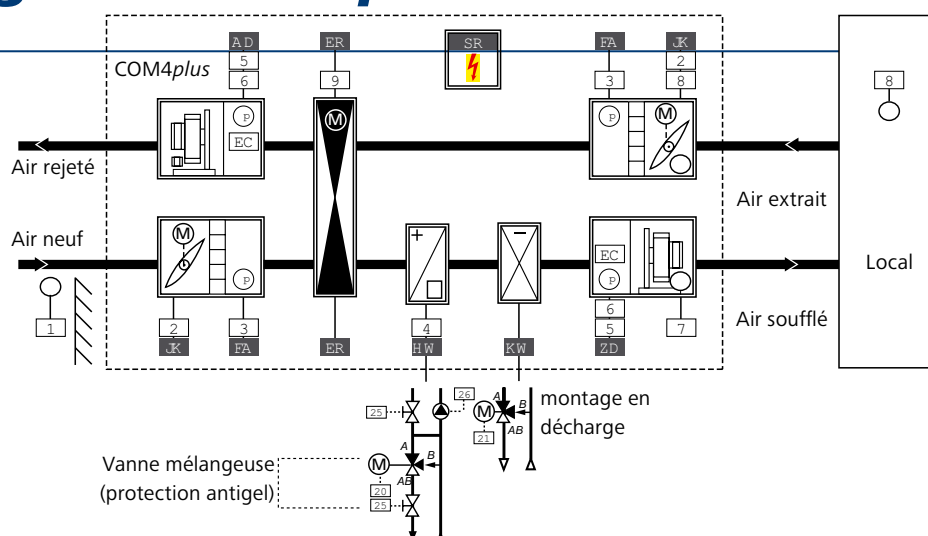 AD ER SR FA JK
5 2
COM4plus
6 9 3 8 8
P M P M
EC
Air rejeté
Air extrait
Air neuf
M EC
P P
Local
Air soufflé
1 2 3 4 6 7
5
JK FA ER HW KW ZD
26
25 M A B montage en
21 AB décharge
A
Vanne mélangeuse M B
(protection antigel) 20 AB
25